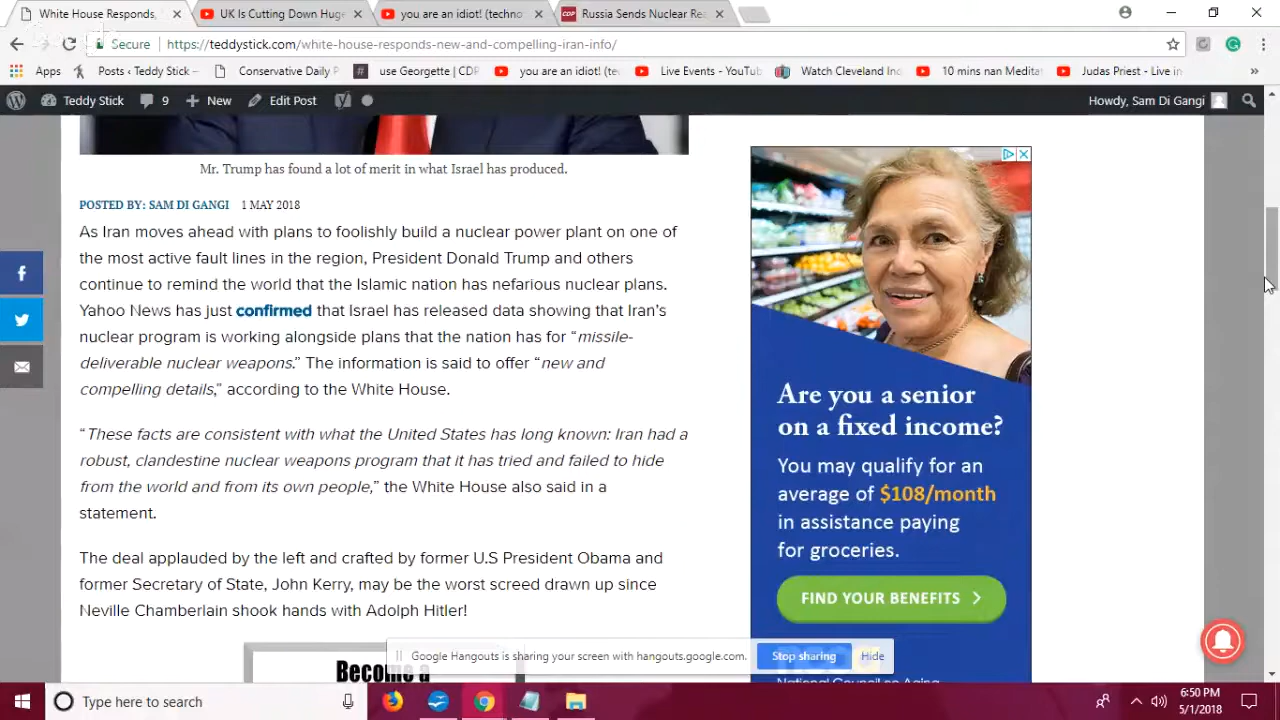 White House Responds,
UK Is Cutting Down Huge
you are an idiot! (techno
CDP Russia Sends Nuclear Rea
Secure https://teddystick.com/white-house-responds-new-and-compelling-iran-info/
Apps Posts ‹ Teddy Stick — Conservative Daily P use Georgette | CDP you are an idiot! (tec Live Events - YouTub Watch Cleveland Ind 10 mins nan Meditat Judas Priest - Live in »
Teddy Stick 9 New Edit Post Howdy, Sam Di Gangi
Mr. Trump has found a lot of merit in what Israel has produced.
POSTED BY: SAM DI GANGI 1 MAY 2018
As Iran moves ahead with plans to foolishly build a nuclear power plant on one of
the most active fault lines in the region, President Donald Trump and others
continue to remind the world that the Islamic nation has nefarious nuclear plans.
Yahoo News has just confirmed that Israel has released data showing that Iran's
nuclear program is working alongside plans that the nation has for “missile-
deliverable nuclear weapons.” The information is said to offer “new and
compelling details,” according to the White House.
“These facts are consistent with what the United States has long known: Iran had a
robust, clandestine nuclear weapons program that it has tried and failed to hide
from the world and from its own people,” the White House also said in a
statement.
The deal applauded by the left and crafted by former U.S President Obama and
former Secretary of State, John Kerry, may be the worst screed drawn up since
Neville Chamberlain shook hands with Adolph Hitler!
Become a
Are you a senior
on a fixed income?
You may qualify for an
average of $108/month
in assistance paying
for groceries.
FIND YOUR BENEFITS
National Council on Aging
Google Hangouts is sharing your screen with hangouts.google.com. Stop sharing Hide
Type here to search
6:50 PM
5/1/2018